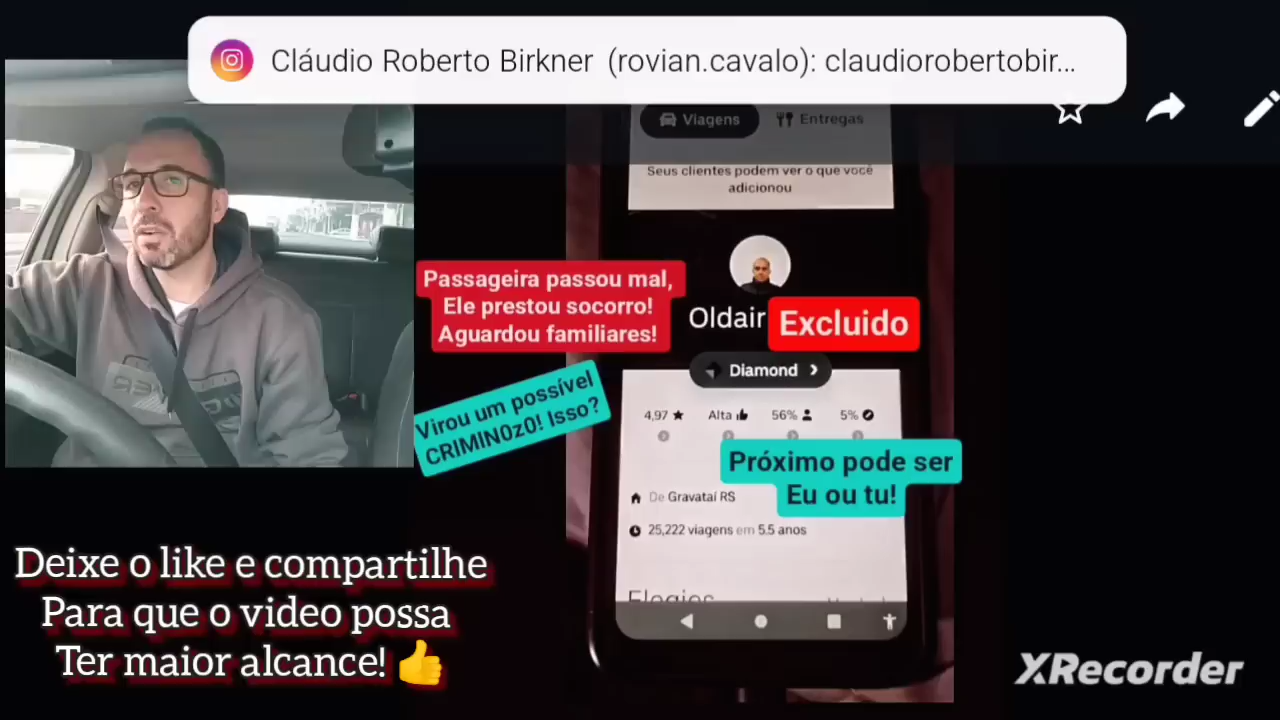 Cláudio Roberto Birkner (rovian.cavalo): claudiorobertobir...
Viagens
Entregas
Seus clientes podem ver o que você
adicionou
Passageira passou mal,
Ele prestou socorro!
Aguardou familiares!
Oldair
Excluido
Diamond
Virou um possível
CRIMIN0z0! Isso?
4,97
Alta
56%
5%
Próximo pode ser
Eu ou tu!
De Gravataí RS
25,222 viagens em 5.5 anos
Elogios
Deixe o like e compartilhe
Para que o video possa
Ter maior alcance! 👍
XRecorder